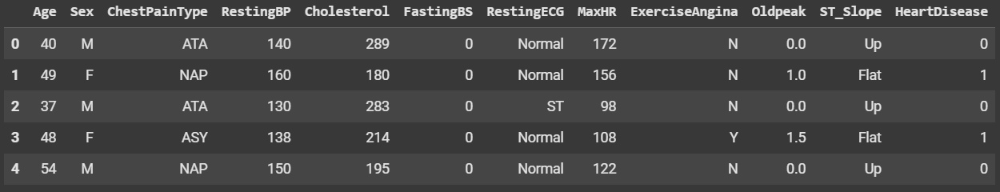 Age Sex ChestPainType RestingBP Cholesterol FastingBS RestingECG MaxHR ExerciseAngina Oldpeak ST_Slope HeartDisease
0 40 M ATA 140 289 0 Normal 172 N 0.0 Up 0
1 49 F NAP 160 180 0 Normal 156 N 1.0 Flat 1
2 37 M ATA 130 283 0 ST 98 N 0.0 Up 0
3 48 F ASY 138 214 0 Normal 108 Y 1.5 Flat 1
4 54 M NAP 150 195 0 Normal 122 N 0.0 Up 0